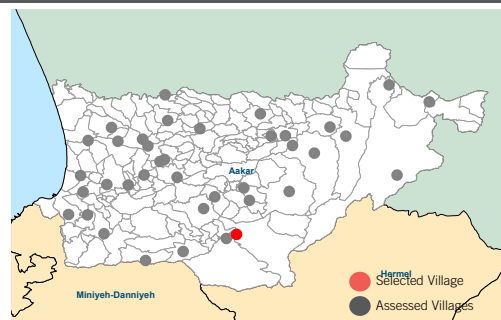 Aakar
Hermel
Selected Village
Miniyeh-Danniyeh
Assessed Villages